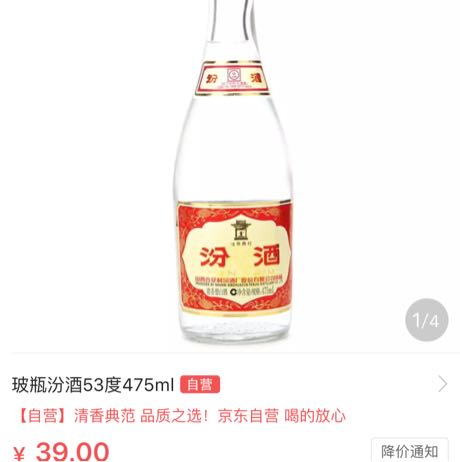 汾 酒
汾 酒
475ml
1/4
玻瓶汾酒53度475ml 自营
【自营】清香典范 品质之选！京东自营 喝的放心
¥ 39.00
降价通知